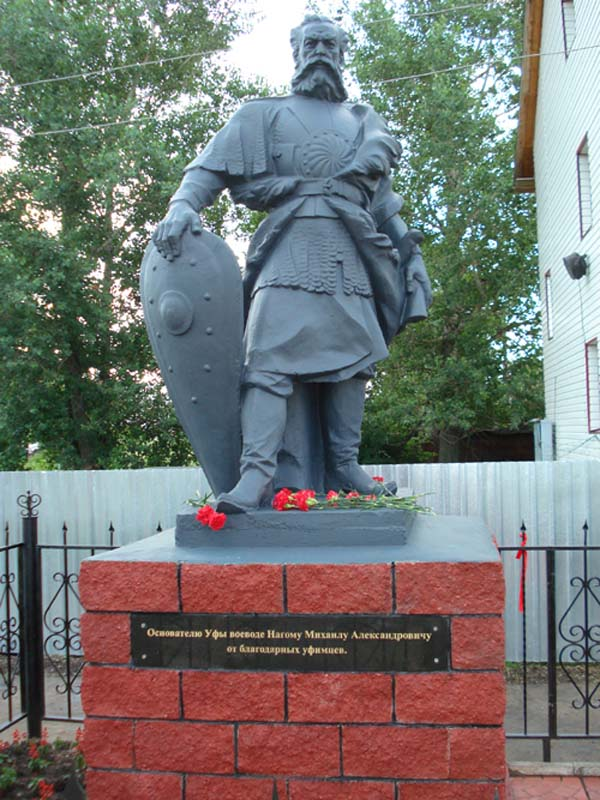 Основателю Уфы воеводе Нагому Михаилу Александровичу
от благодарных уфимцев.